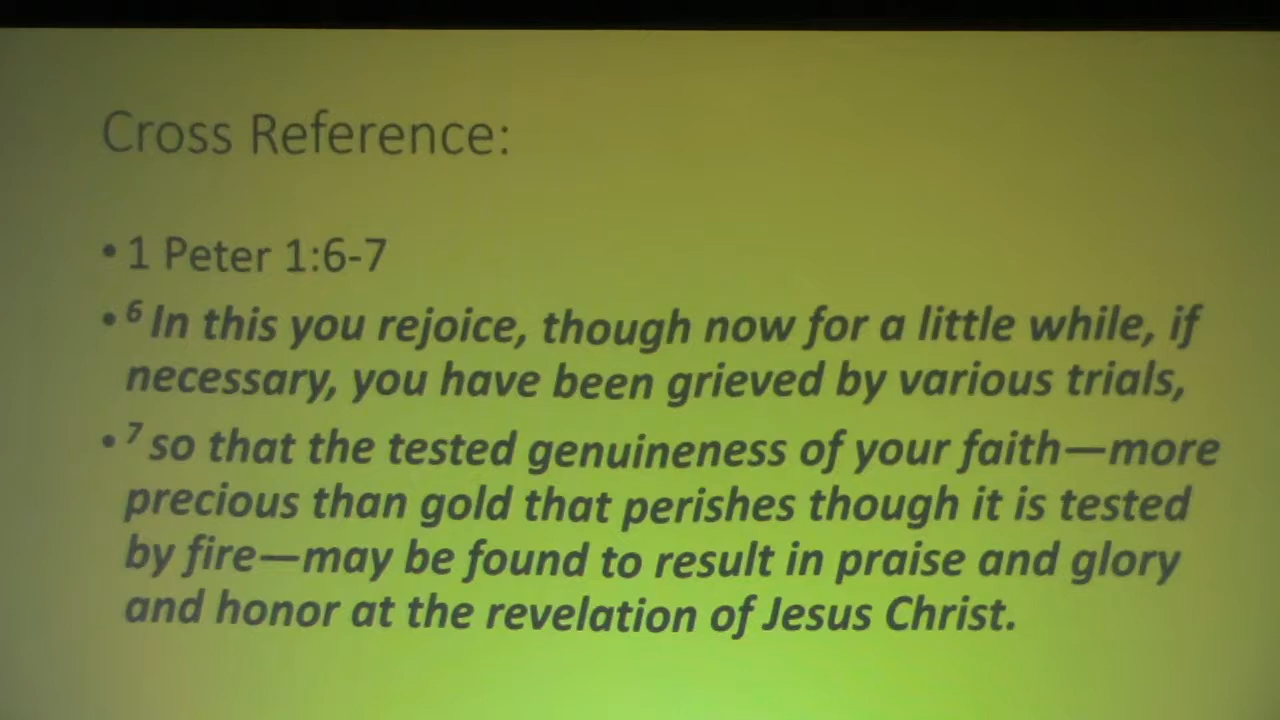 Cross Reference:
• 1 Peter 1:6-7
• 6 In this you rejoice, though now for a little while, if
necessary, you have been grieved by various trials,
• 7 so that the tested genuineness of your faith—more
precious than gold that perishes though it is tested
by fire—may be found to result in praise and glory
and honor at the revelation of Jesus Christ.